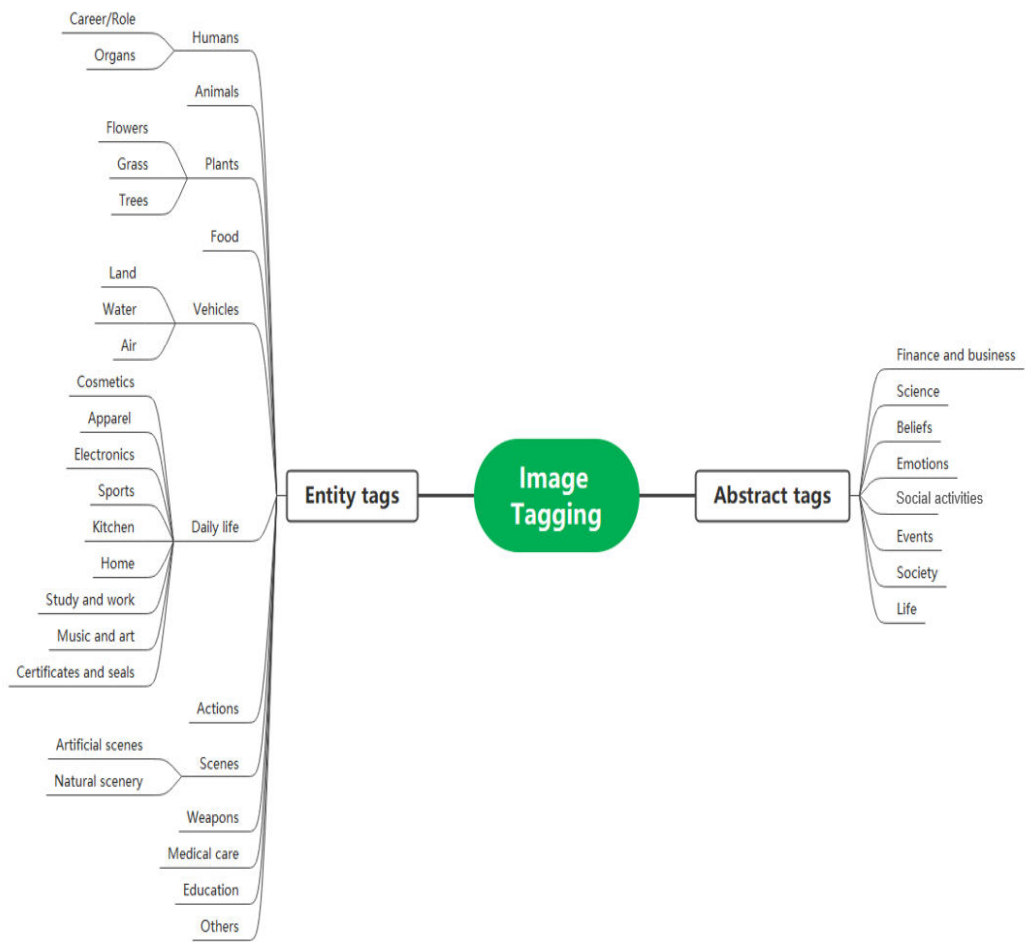 Career/Role
Humans
Organs
Animals
Flowers
Plants
Grass
Trees
Food
Land
Vehicles
Water
Air
Cosmetics
Apparel
Electronics
Sports
Daily life
Kitchen
Home
Study and work
Music and art
Certificates and seals
Actions
Artificial scenes
Scenes
Natural scenery
Weapons
Medical care
Education
Others
Entity tags
Image
Tagging
Abstract tags
Finance and business
Science
Beliefs
Emotions
Social activities
Events
Society
Life